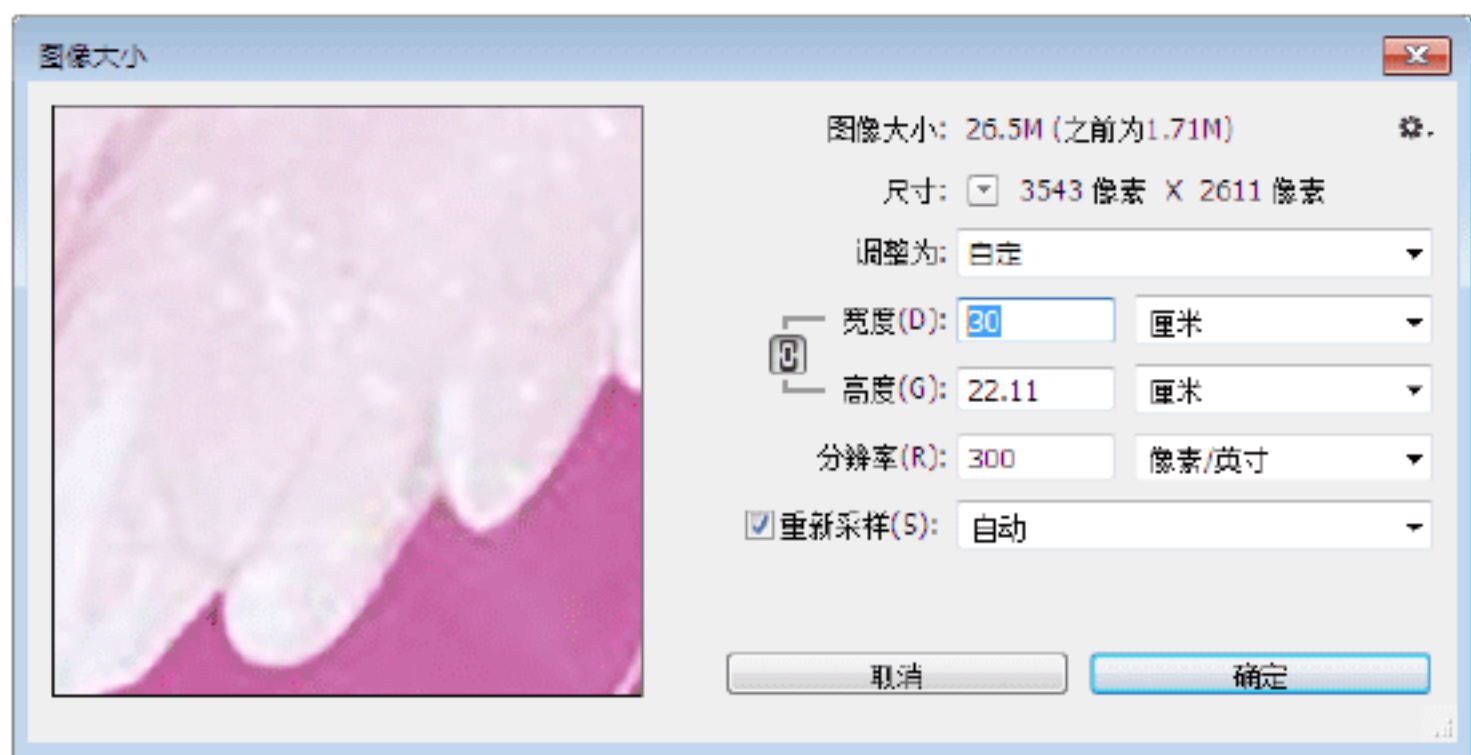 图像大小
图像大小: 26.5M (之前为1.71M)
尺寸: 3543 像素 X 2611 像素
调整为: 自定
宽度(D): 30 厘米
高度(G): 22.11 厘米
分辨率(R): 300 像素/英寸
重新采样(S): 自动
取消 确定